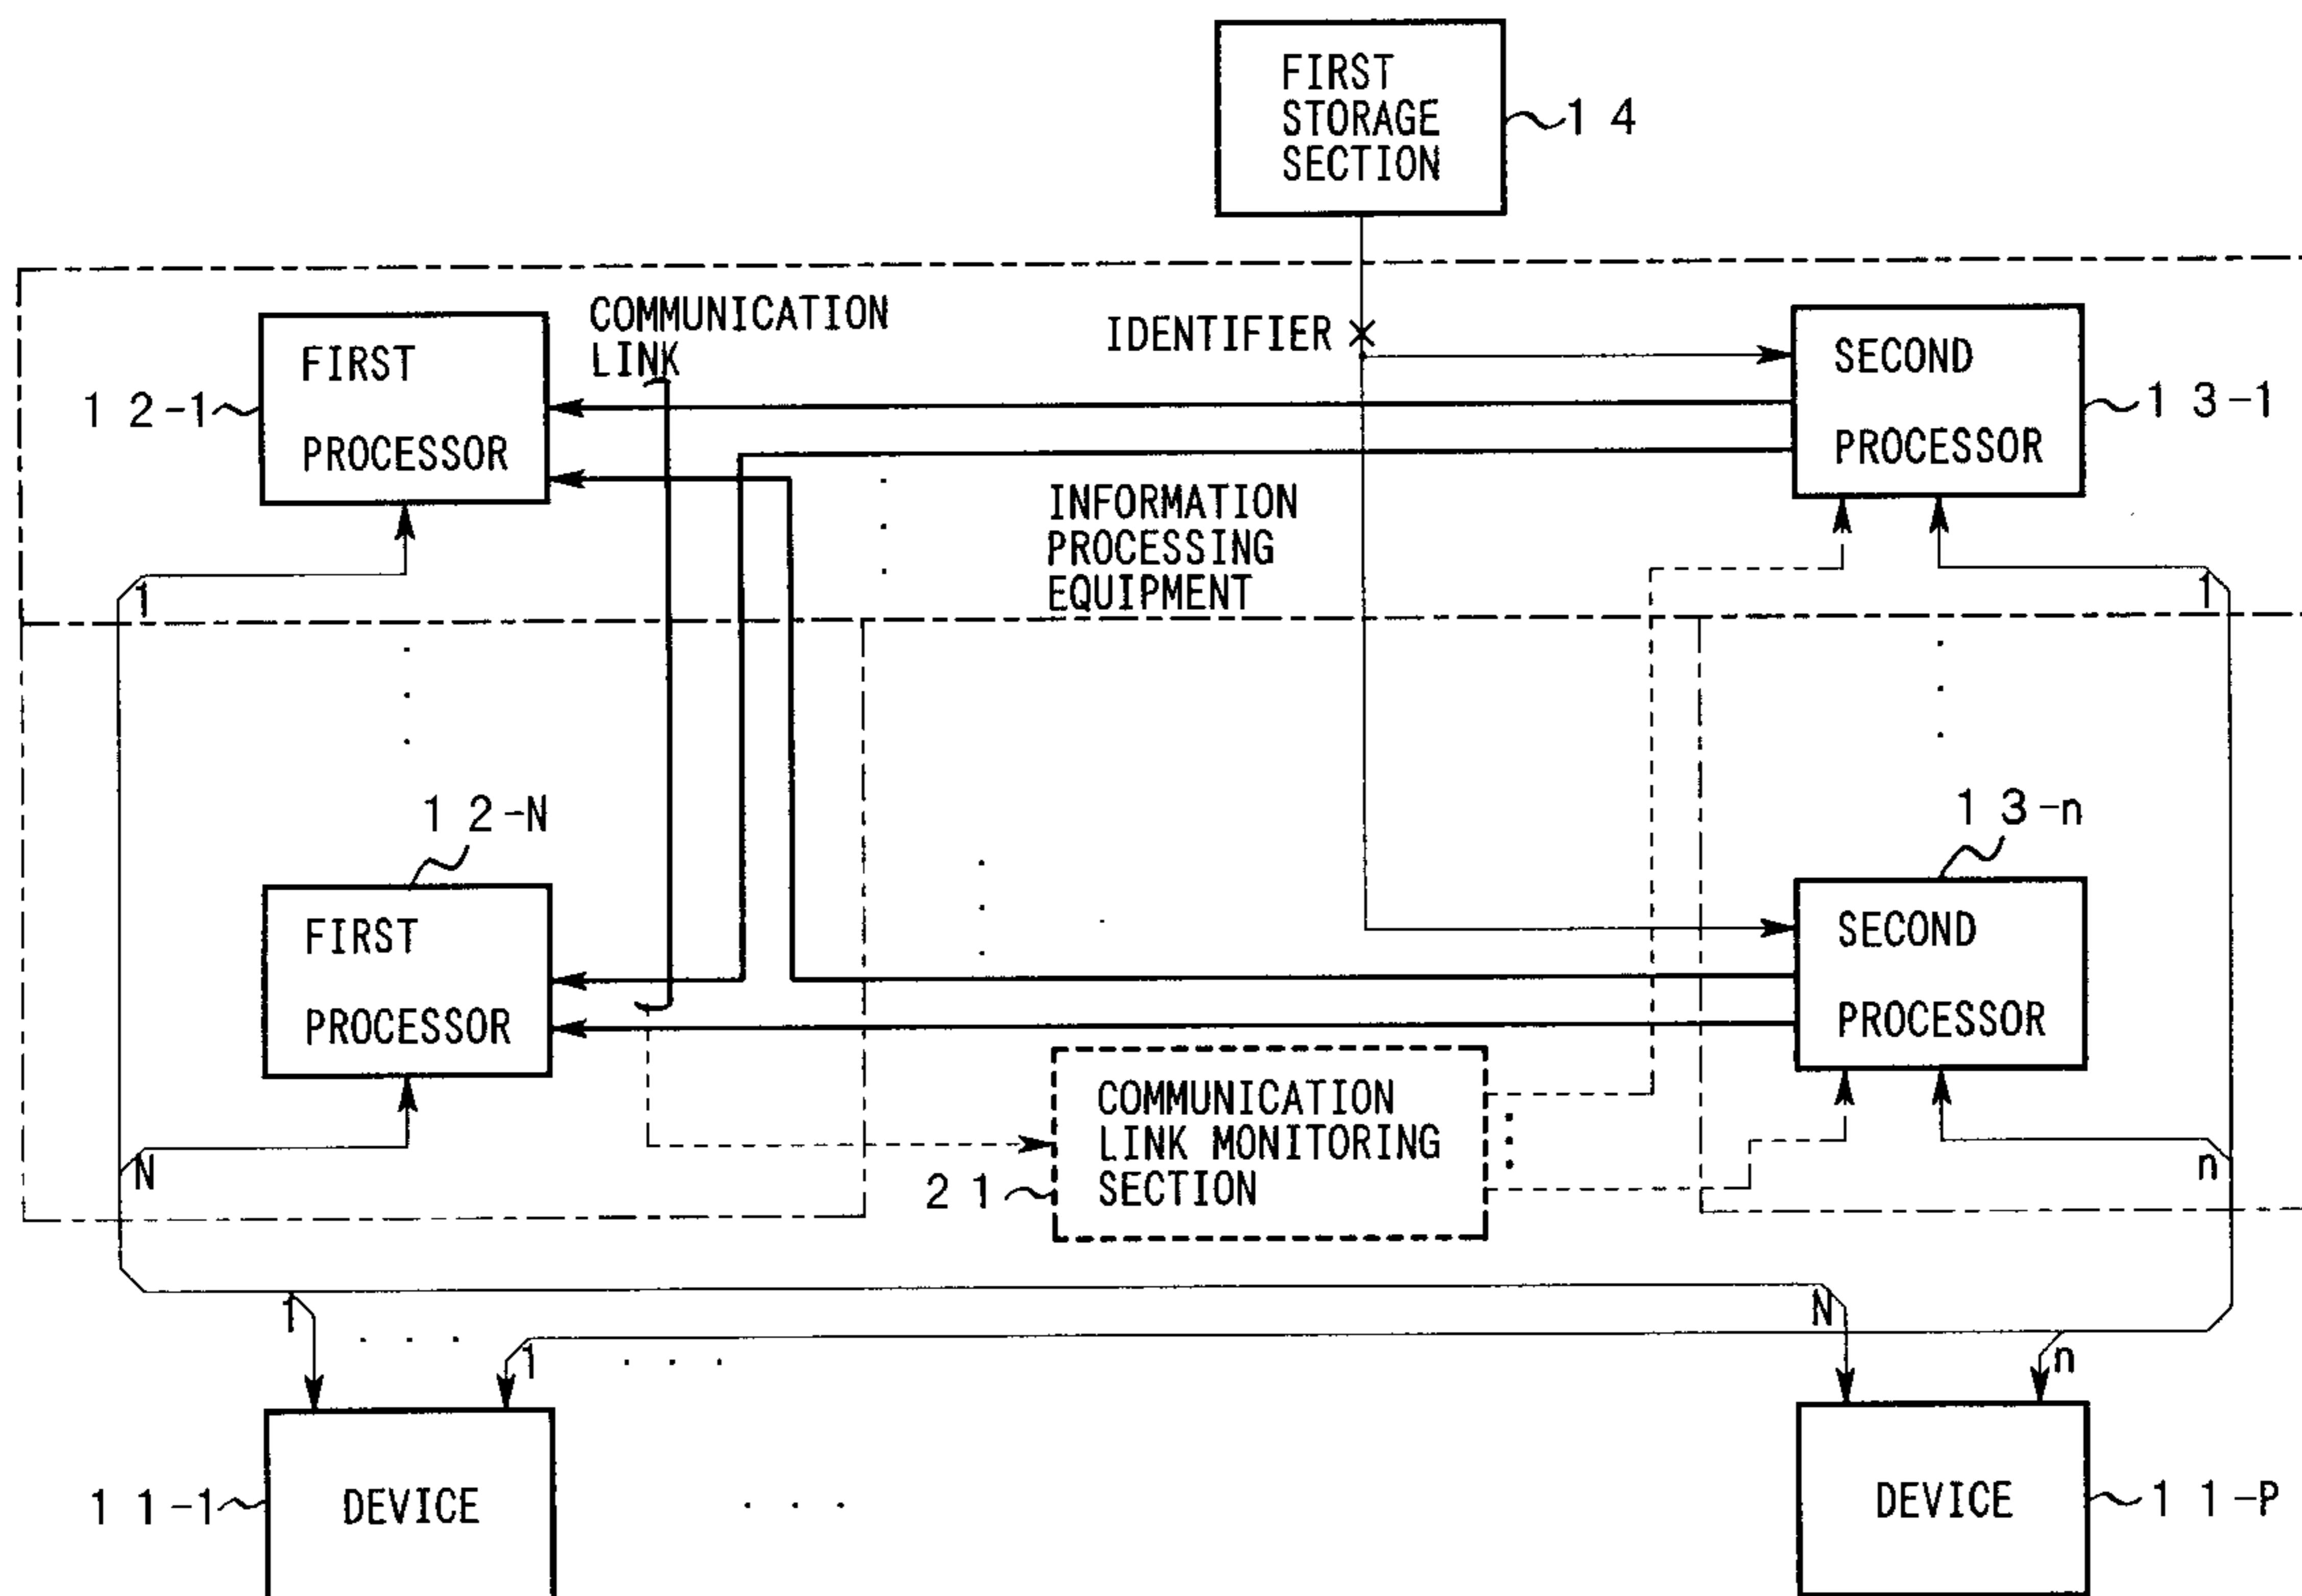 FIRST
STORAGE
SECTION
14
COMMUNICATION
LINK
IDENTIFIER
FIRST
PROCESSOR
12-1
SECOND
PROCESSOR
13-1
INFORMATION
PROCESSING
EQUIPMENT
1
1
12-N
13-n
FIRST
PROCESSOR
SECOND
PROCESSOR
COMMUNICATION
LINK MONITORING
SECTION
21
N
n
1
N
1
n
11-1
DEVICE
DEVICE
11-P